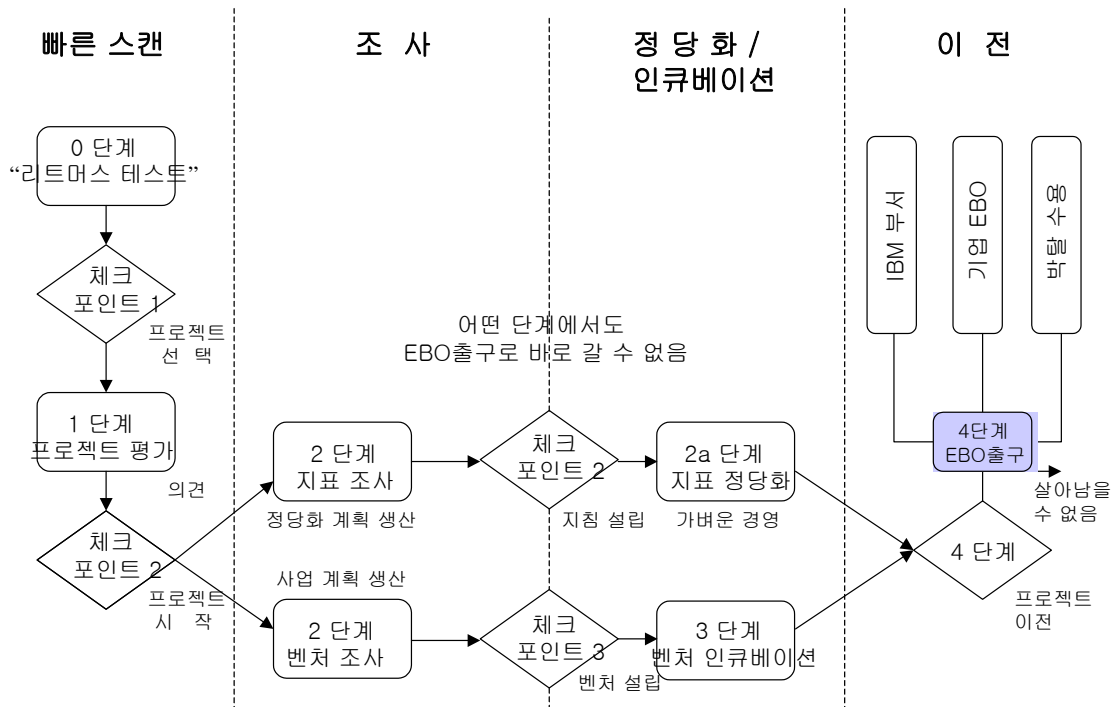 빠른 스캔
조 사
정 당 화 /
인큐베이션
이 전
0 단계
“리트머스 테스트”
체크
포인트 1
프로젝트
선 택
1 단계
프로젝트 평가
의견
체크
포인트 2
프로젝트
시 작
어떤 단계에서도
EBO출구로 바로 갈 수 없음
2 단계
지표 조사
정당화 계획 생산
사업 계획 생산
2 단계
벤처 조사
체크
포인트 2
지침 설립
체크
포인트 3
벤처 설립
2a 단계
지표 정당화
가벼운 경영
3 단계
벤처 인큐베이션
IBM 부서
기업 EBO
박탈 수용
4단계
EBO출구
살아남을
수 없음
4 단계
프로젝트
이전